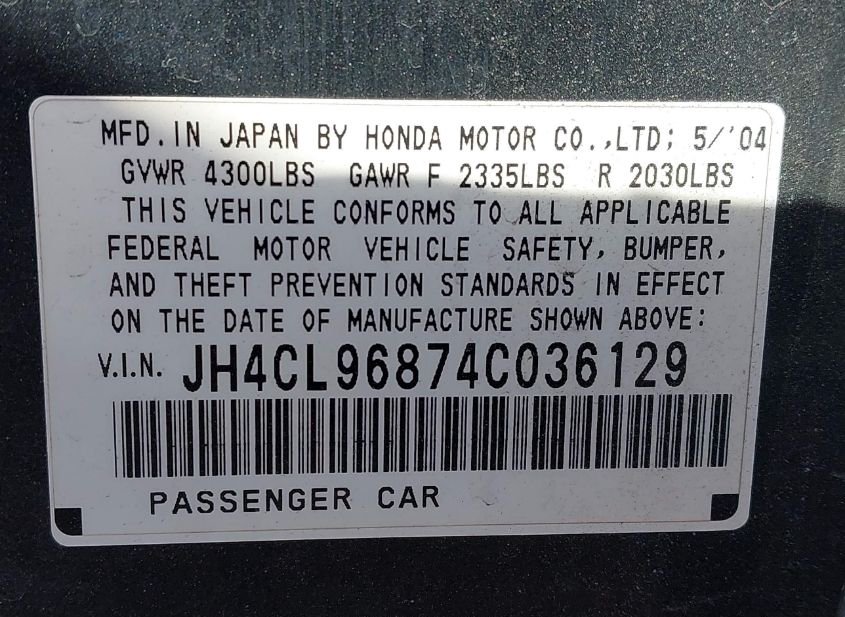 MFD.IN JAPAN BY HONDA MOTOR CO.,LTD; 5/'04
GVWR 4300LBS GAWR F 2335LBS R 2030LBS
THIS VEHICLE CONFORMS TO ALL APPLICABLE
FEDERAL MOTOR VEHICLE SAFETY, BUMPER,
AND THEFT PREVENTION STANDARDS IN EFFECT
ON THE DATE OF MANUFACTURE SHOWN ABOVE:
V.I.N. JH4CL96874C036129
PASSENGER CAR